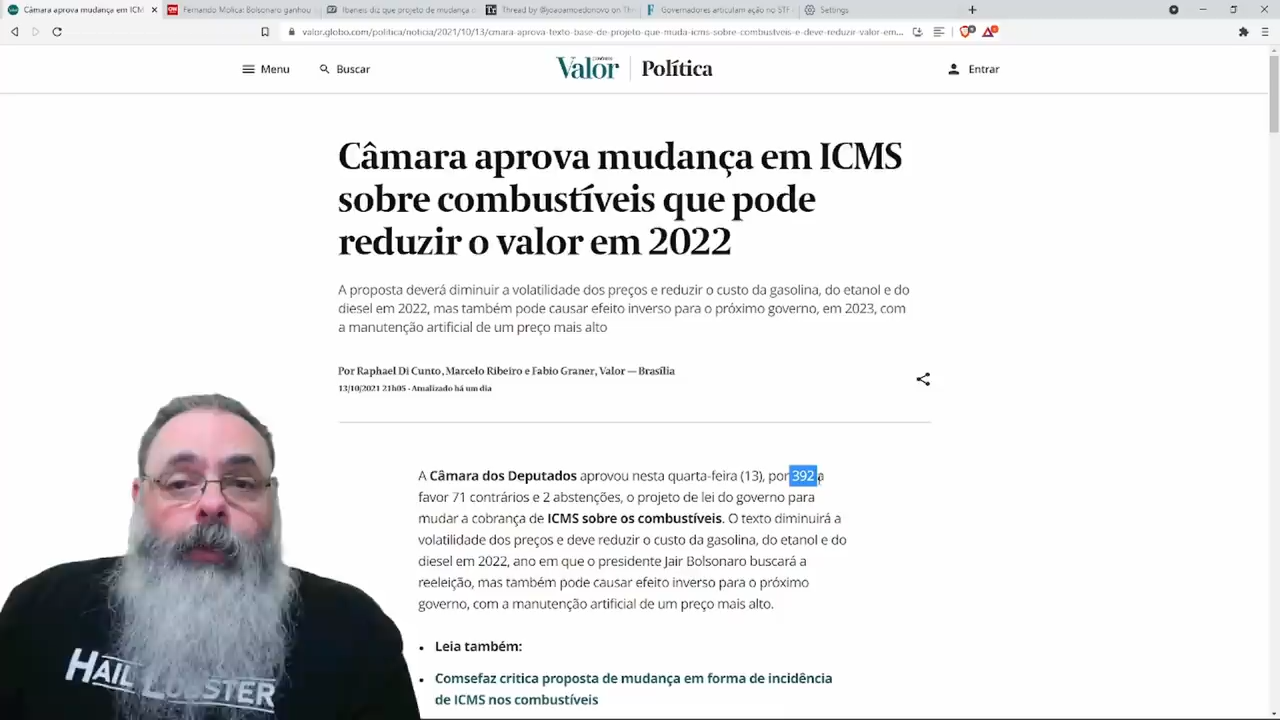 Câmara aprova mudança em ICMS
Fernando Molica: Bolsonaro ganhou
Ibaneis diz que projeto de mudança
Thread by @joaomoedonovo on Thr
Governadores articulam ação no STF
Settings
valor.globo.com/politica/noticia/2021/10/13/cmara-aprova-texto-base-de-projeto-que-muda-icms-sobre-combustveis-e-deve-reduzir-valor-em...
Menu
Buscar
Valor
Política
Entrar
Câmara aprova mudança em ICMS
sobre combustíveis que pode
reduzir o valor em 2022
A proposta deverá diminuir a volatilidade dos preços e reduzir o custo da gasolina, do etanol e do
diesel em 2022, mas também pode causar efeito inverso para o próximo governo, em 2023, com
a manutenção artificial de um preço mais alto
Por Raphael Di Cunto, Marcelo Ribeiro e Fabio Graner, Valor — Brasília
13/10/2021 21h05 · Atualizado há um dia
A Câmara dos Deputados aprovou nesta quarta-feira (13), por 392 a
favor 71 contrários e 2 abstenções, o projeto de lei do governo para
mudar a cobrança de ICMS sobre os combustíveis. O texto diminuirá a
volatilidade dos preços e deve reduzir o custo da gasolina, do etanol e do
diesel em 2022, ano em que o presidente Jair Bolsonaro buscará a
reeleição, mas também pode causar efeito inverso para o próximo
governo, com a manutenção artificial de um preço mais alto.
Leia também:
Comsefaz critica proposta de mudança em forma de incidência
de ICMS nos combustíveis
HAIL